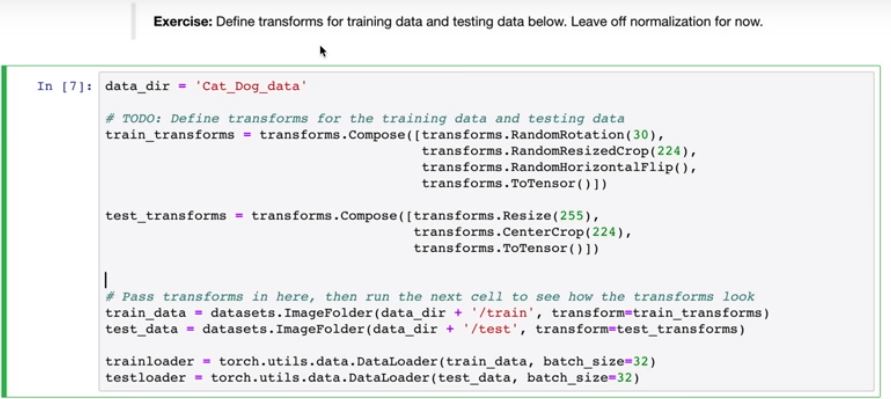 Exercise: Define transforms for training data and testing data below. Leave off normalization for now.
In [7]: data_dir = 'Cat_Dog_data'
# TODO: Define transforms for the training data and testing data
train_transforms = transforms.Compose([transforms.RandomRotation(30),
transforms.RandomResizedCrop(224),
transforms.RandomHorizontalFlip(),
transforms.ToTensor()])
test_transforms = transforms.Compose([transforms.Resize(255),
transforms.CenterCrop(224),
transforms.ToTensor()])
# Pass transforms in here, then run the next cell to see how the transforms look
train_data = datasets.ImageFolder(data_dir + '/train', transform=train_transforms)
test_data = datasets.ImageFolder(data_dir + '/test', transform=test_transforms)
trainloader = torch.utils.data.DataLoader(train_data, batch_size=32)
testloader = torch.utils.data.DataLoader(test_data, batch_size=32)